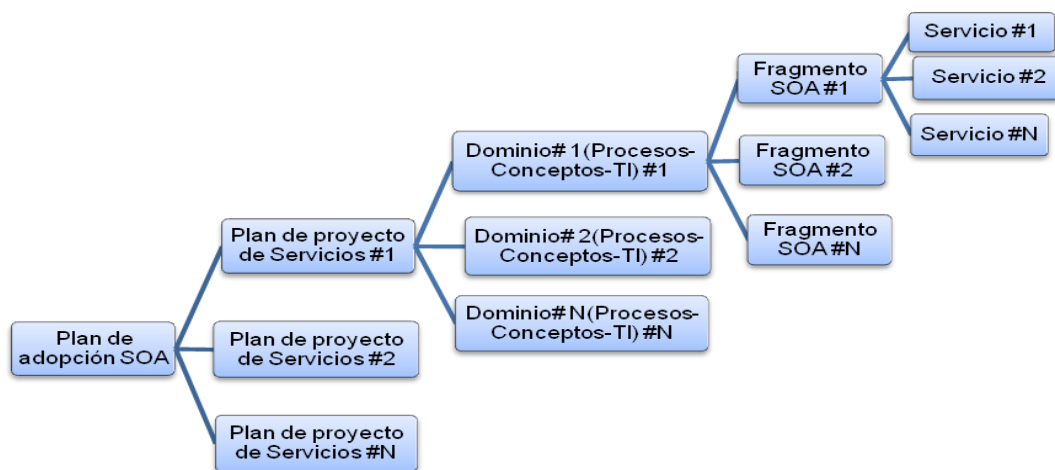 Plan de
adopción SOA
Plan de proyecto
de Servicios #1
Plan de proyecto
de Servicios #2
Plan de proyecto
de Servicios #N
Dominio# 1(Procesos-
Conceptos-TI) #1
Dominio# 2(Procesos-
Conceptos-TI) #2
Dominio# N(Procesos-
Conceptos-TI) #N
Fragmento
SOA #1
Fragmento
SOA #2
Fragmento
SOA #N
Servicio #1
Servicio #2
Servicio #N